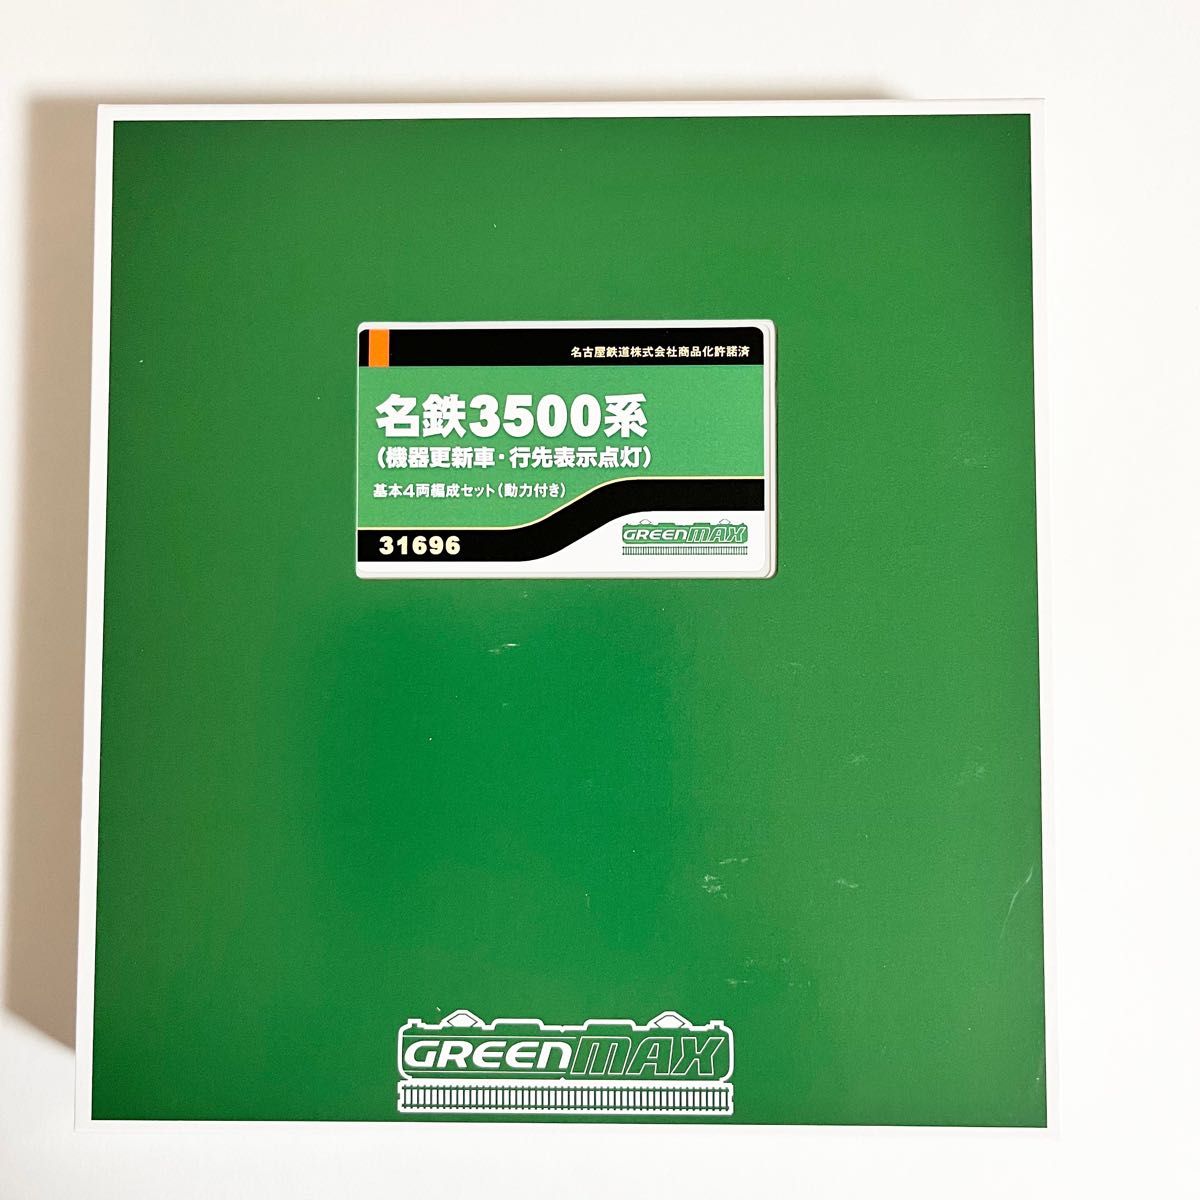 名古屋鉄道株式会社商品化許諾済
名鉄3500系
（機器更新車・行先表示点灯）
基本4両編成セット（動力付き）
31696
GREENMAX
GREENMAX